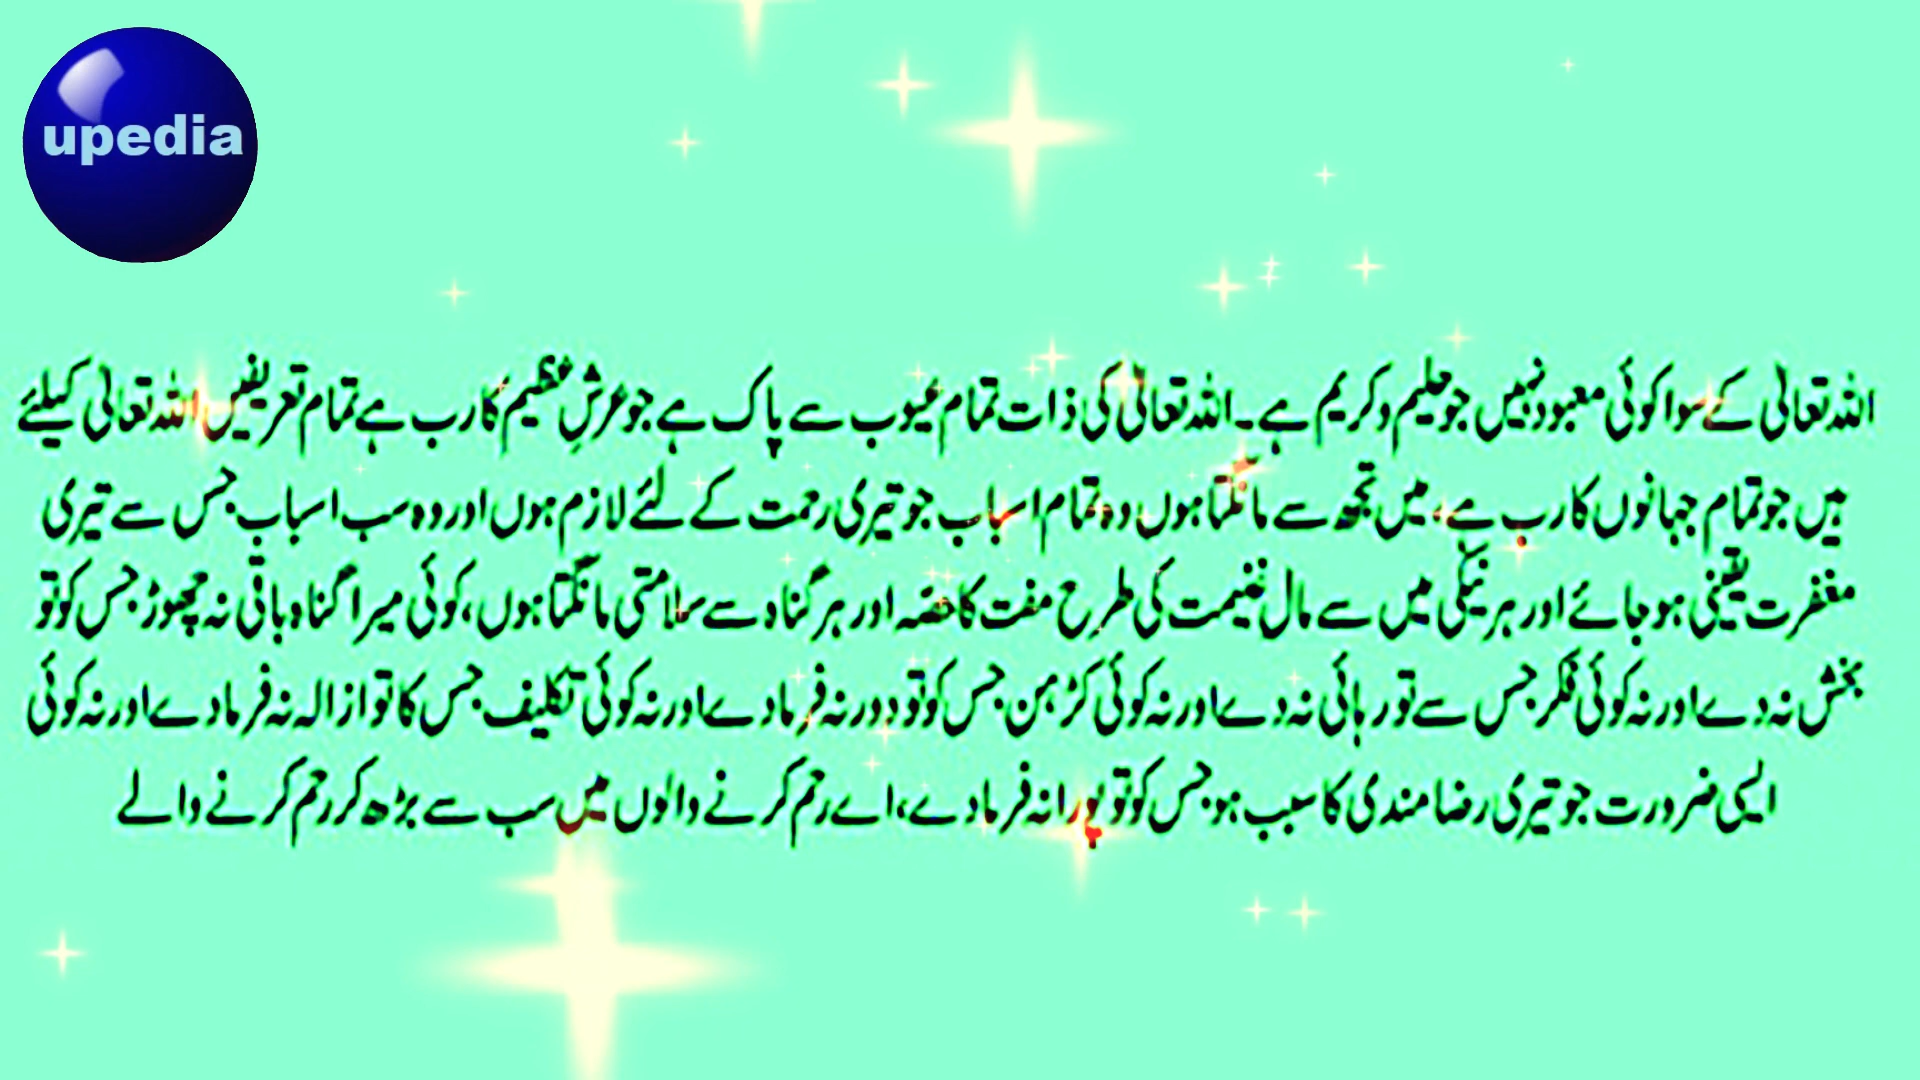 upedia
اللہ تعالیٰ کے سوا کوئی معبود نہیں جو حلیم و کریم ہے۔ اللہ تعالیٰ کی ذات تمام عیوب سے پاک ہے جو عرشِ عظیم کا رب ہے تمام تعریفیں اللہ تعالیٰ کیلئے
ہیں جو تمام جہانوں کا رب ہے، میں تجھ سے مانگتا ہوں وہ تمام اسباب جو تیری رحمت کے لئے لازم ہوں اور وہ سب اسباب جس سے تیری
مغفرت یقینی ہو جائے اور ہر نیکی میں سے مال غنیمت کی طرح مفت کا حصّہ اور ہر گناہ سے سلامتی مانگتا ہوں، کوئی میرا گناہ باقی نہ چھوڑ جس کو تو
بخش نہ دے اور نہ کوئی فکر جس سے تو رہائی نہ دے اور نہ کوئی کڑہن جس کو تو دور نہ فرما دے اور نہ کوئی تکلیف جس کا تو ازالہ نہ فرما دے اور نہ کوئی
ایسی ضرورت جو تیری رضا مندی کا سبب ہو جس کو تو پورا نہ فرما دے، اے رحم کرنے والوں میں سب سے بڑھ کر رحم کرنے والے